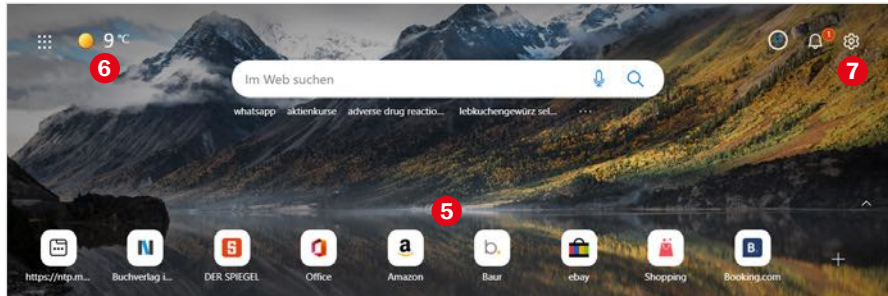 9 °C
1
6
7
Im Web suchen
whatsapp aktienkurse adverse drug reactio... lebkuchengewürz sel... ...
5
N S a b. B.
https://ntp.m... Buchverlag i... DER SPIEGEL Office Amazon Baur ebay Shopping Booking.com